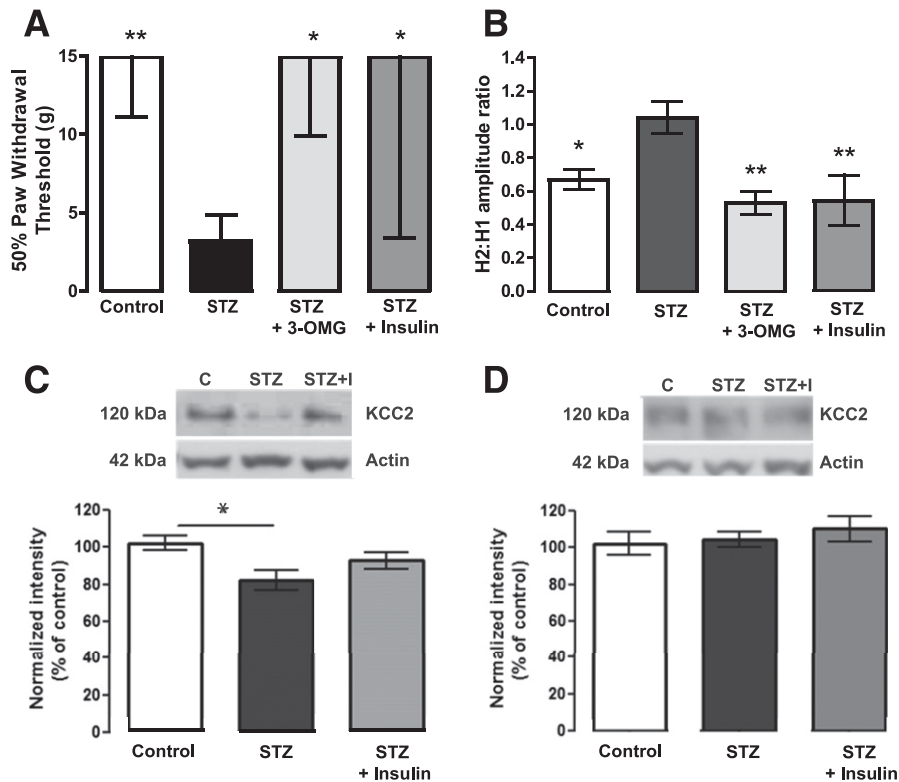 A
50% Paw Withdrawal
Threshold (g)
15
10
5
0
**
*
*
Control
STZ
STZ
+ 3-OMG
STZ
+ Insulin
B
H2:H1 amplitude ratio
1.4
1.2
1.0
0.8
0.6
0.4
0.2
0.0
*
**
**
Control
STZ
STZ
+ 3-OMG
STZ
+ Insulin
C
C STZ STZ+I
120 kDa KCC2
42 kDa Actin
Normalized intensity
(% of control)
120
100
80
60
40
20
0
*
Control
STZ
STZ
+ Insulin
D
C STZ STZ+I
120 kDa KCC2
42 kDa Actin
Normalized intensity
(% of control)
120
100
80
60
40
20
0
Control
STZ
STZ
+ Insulin